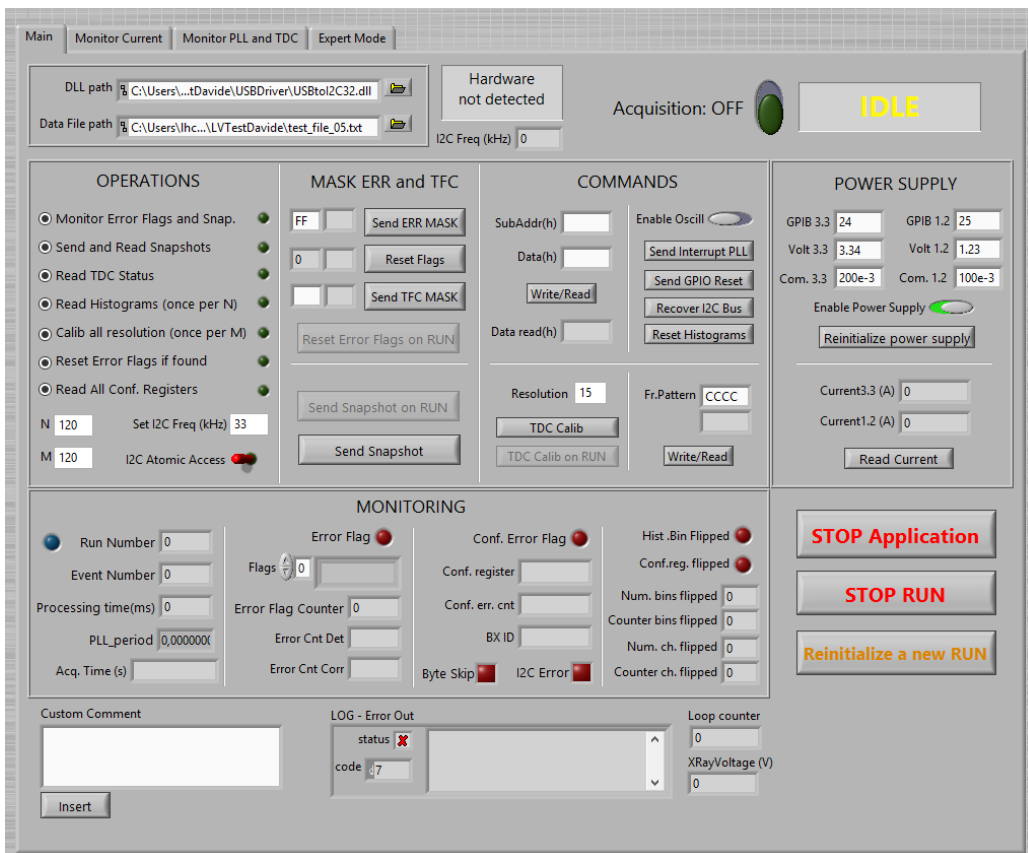 Main
Monitor Current
Monitor PLL and TDC
Expert Mode
DLL path
C:\Users\...tDavide\USBDriver\USBtoI2C32.dll
Data File path
C:\Users\lhc...\LVTestDavide\test_file_05.txt
Hardware
not detected
I2C Freq (kHz) 0
Acquisition: OFF
IDLE
OPERATIONS
Monitor Error Flags and Snap.
Send and Read Snapshots
Read TDC Status
Read Histograms (once per N)
Calib all resolution (once per M)
Reset Error Flags if found
Read All Conf. Registers
N 120
Set I2C Freq (kHz) 33
M 120
I2C Atomic Access
MASK ERR and TFC
FF
Send ERR MASK
0
Reset Flags
Send TFC MASK
Reset Error Flags on RUN
Send Snapshot on RUN
Send Snapshot
COMMANDS
SubAddr(h)
Data(h)
Write/Read
Data read(h)
Enable Oscill
Send Interrupt PLL
Send GPIO Reset
Recover I2C Bus
Reset Histograms
Resolution 15
TDC Calib
TDC Calib on RUN
Fr.Pattern CCCC
Write/Read
POWER SUPPLY
GPIB 3.3 24
GPIB 1.2 25
Volt 3.3 3.34
Volt 1.2 1.23
Com. 3.3 200e-3
Com. 1.2 100e-3
Enable Power Supply
Reinitialize power supply
Current3.3 (A) 0
Current1.2 (A) 0
Read Current
MONITORING
Run Number 0
Event Number 0
Processing time(ms) 0
PLL_period 0,000000(
Acq. Time (s)
Error Flag
Flags 0
Error Flag Counter 0
Error Cnt Det
Error Cnt Corr
Conf. Error Flag
Conf. register
Conf. err. cnt
BX ID
Byte Skip
I2C Error
Hist .Bin Flipped
Conf.reg. flipped
Num. bins flipped 0
Counter bins flipped 0
Num. ch. flipped 0
Counter ch. flipped 0
STOP Application
STOP RUN
Reinitialize a new RUN
Custom Comment
Insert
LOG - Error Out
status
code d7
Loop counter
0
XRayVoltage (V)
0